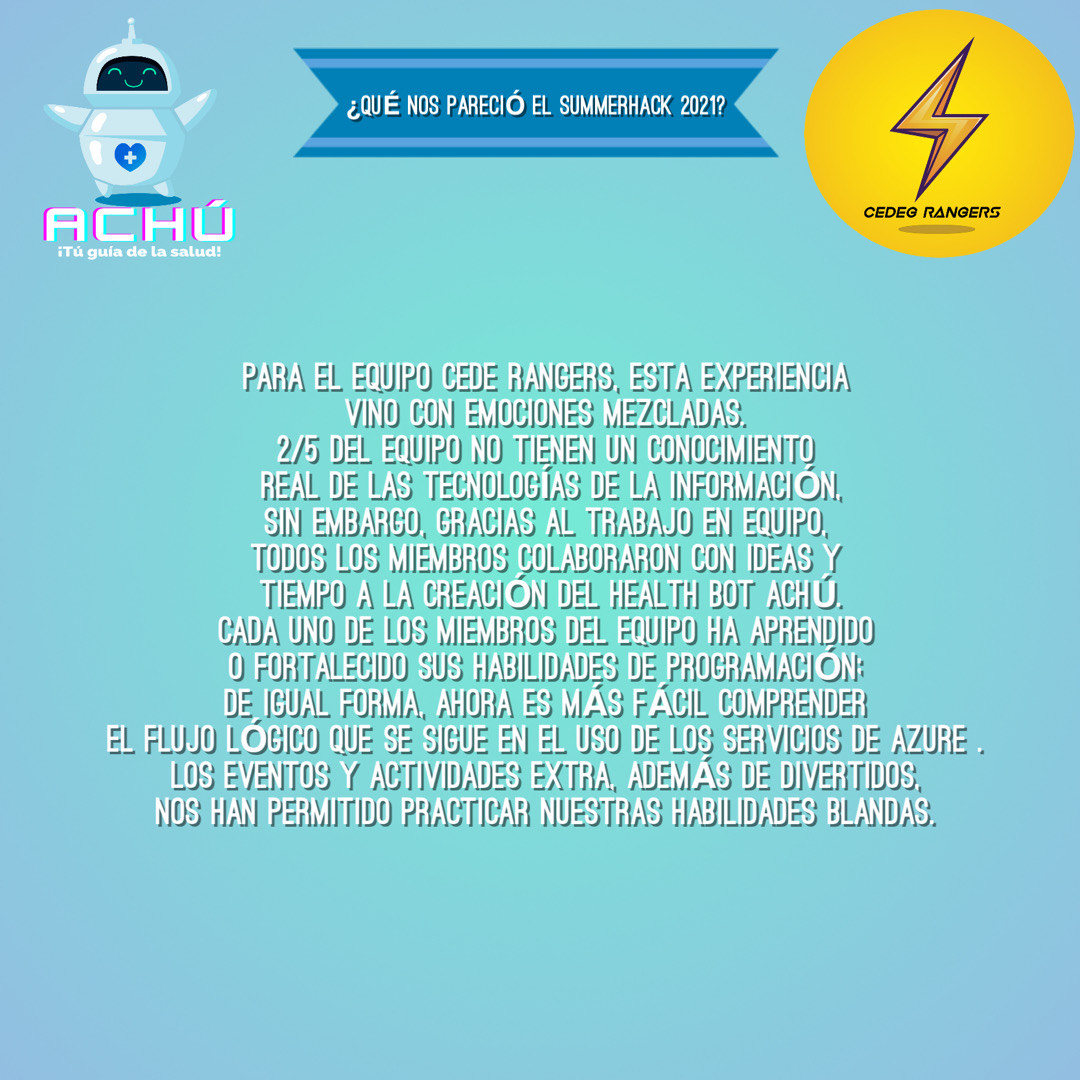 ¿QUÉ NOS PARECIÓ EL SUMMERHACK 2021?
ACHÚ
¡Tú guía de la salud!
CEDEG RANGERS
PARA EL EQUIPO CEDE RANGERS, ESTA EXPERIENCIA
VINO CON EMOCIONES MEZCLADAS.
2/5 DEL EQUIPO NO TIENEN UN CONOCIMIENTO
REAL DE LAS TECNOLOGÍAS DE LA INFORMACIÓN,
SIN EMBARGO, GRACIAS AL TRABAJO EN EQUIPO,
TODOS LOS MIEMBROS COLABORARON CON IDEAS Y
TIEMPO A LA CREACIÓN DEL HEALTH BOT ACHÚ.
CADA UNO DE LOS MIEMBROS DEL EQUIPO HA APRENDIDO
O FORTALECIDO SUS HABILIDADES DE PROGRAMACIÓN;
DE IGUAL FORMA, AHORA ES MÁS FÁCIL COMPRENDER
EL FLUJO LÓGICO QUE SE SIGUE EN EL USO DE LOS SERVICIOS DE AZURE .
LOS EVENTOS Y ACTIVIDADES EXTRA, ADEMÁS DE DIVERTIDOS,
NOS HAN PERMITIDO PRACTICAR NUESTRAS HABILIDADES BLANDAS.